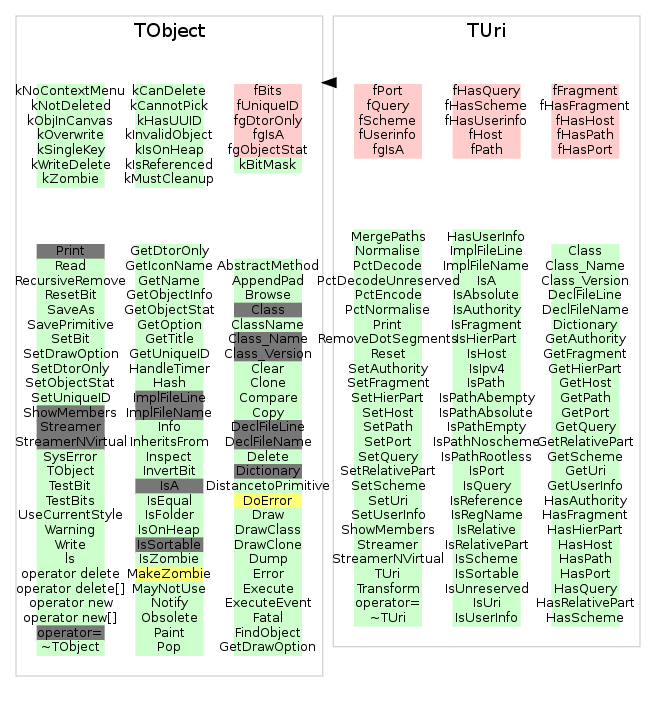 TObject
kNoContextMenu
kNotDeleted
kObjInCanvas
kOverwrite
kSingleKey
kWriteDelete
kZombie
kCanDelete
kCannotPick
kHasUUID
kInvalidObject
kIsOnHeap
kIsReferenced
kMustCleanup
fBits
fUniqueID
fgDtorOnly
fgIsA
fgObjectStat
kBitMask
Print
Read
RecursiveRemove
ResetBit
SaveAs
SavePrimitive
SetBit
SetDrawOption
SetDtorOnly
SetObjectStat
SetUniqueID
ShowMembers
Streamer
StreamerNVirtual
SysError
TObject
TestBit
TestBits
UseCurrentStyle
Warning
Write
ls
operator delete
operator delete[]
operator new
operator new[]
operator=
~TObject
GetDtorOnly
GetIconName
GetName
GetObjectInfo
GetObjectStat
GetOption
GetTitle
GetUniqueID
HandleTimer
Hash
ImplFileLine
ImplFileName
Info
InheritsFrom
Inspect
InvertBit
IsA
IsEqual
IsFolder
IsOnHeap
IsSortable
IsZombie
MakeZombie
MayNotUse
Notify
Obsolete
Paint
Pop
AbstractMethod
AppendPad
Browse
Class
ClassName
Class_Name
Class_Version
Clear
Clone
Compare
Copy
DeclFileLine
DeclFileName
Delete
Dictionary
DistancetoPrimitive
DoError
Draw
DrawClass
DrawClone
Dump
Error
Execute
ExecuteEvent
Fatal
FindObject
GetDrawOption
TUri
fPort
fQuery
fScheme
fUserinfo
fgIsA
fHasQuery
fHasScheme
fHasUserinfo
fHost
fPath
fFragment
fHasFragment
fHasHost
fHasPath
fHasPort
MergePaths
Normalise
PctDecode
PctDecodeUnreserved
PctEncode
PctNormalise
Print
RemoveDotSegments
Reset
SetAuthority
SetFragment
SetHierPart
SetHost
SetPath
SetPort
SetQuery
SetRelativePart
SetScheme
SetUri
SetUserInfo
ShowMembers
Streamer
StreamerNVirtual
TUri
Transform
operator=
~TUri
HasUserInfo
ImplFileLine
ImplFileName
IsA
IsAbsolute
IsAuthority
IsFragment
IsHierPart
IsHost
IsIpv4
IsPath
IsPathAbempty
IsPathAbsolute
IsPathEmpty
IsPathNoscheme
IsPathRootless
IsPort
IsQuery
IsReference
IsRegName
IsRelative
IsRelativePart
IsScheme
IsSortable
IsUnreserved
IsUri
IsUserInfo
Class
Class_Name
Class_Version
DeclFileLine
DeclFileName
Dictionary
GetAuthority
GetFragment
GetHierPart
GetHost
GetPath
GetPort
GetQuery
GetRelativePart
GetScheme
GetUri
GetUserInfo
HasAuthority
HasFragment
HasHierPart
HasHost
HasPath
HasPort
HasQuery
HasRelativePart
HasScheme